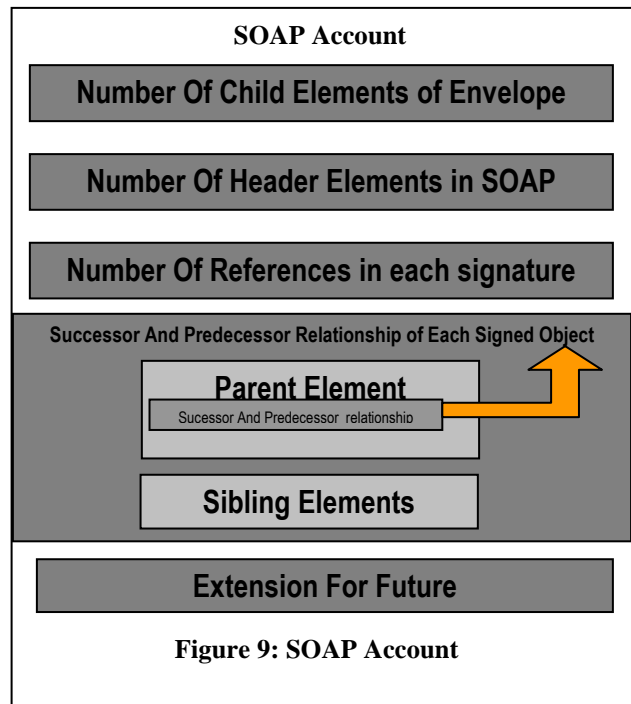 SOAP Account
Number Of Child Elements of Envelope
Number Of Header Elements in SOAP
Number Of References in each signature
Successor And Predecessor Relationship of Each Signed Object
Parent Element
Sucessor And Predecessor relationship
Sibling Elements
Extension For Future
Figure 9: SOAP Account